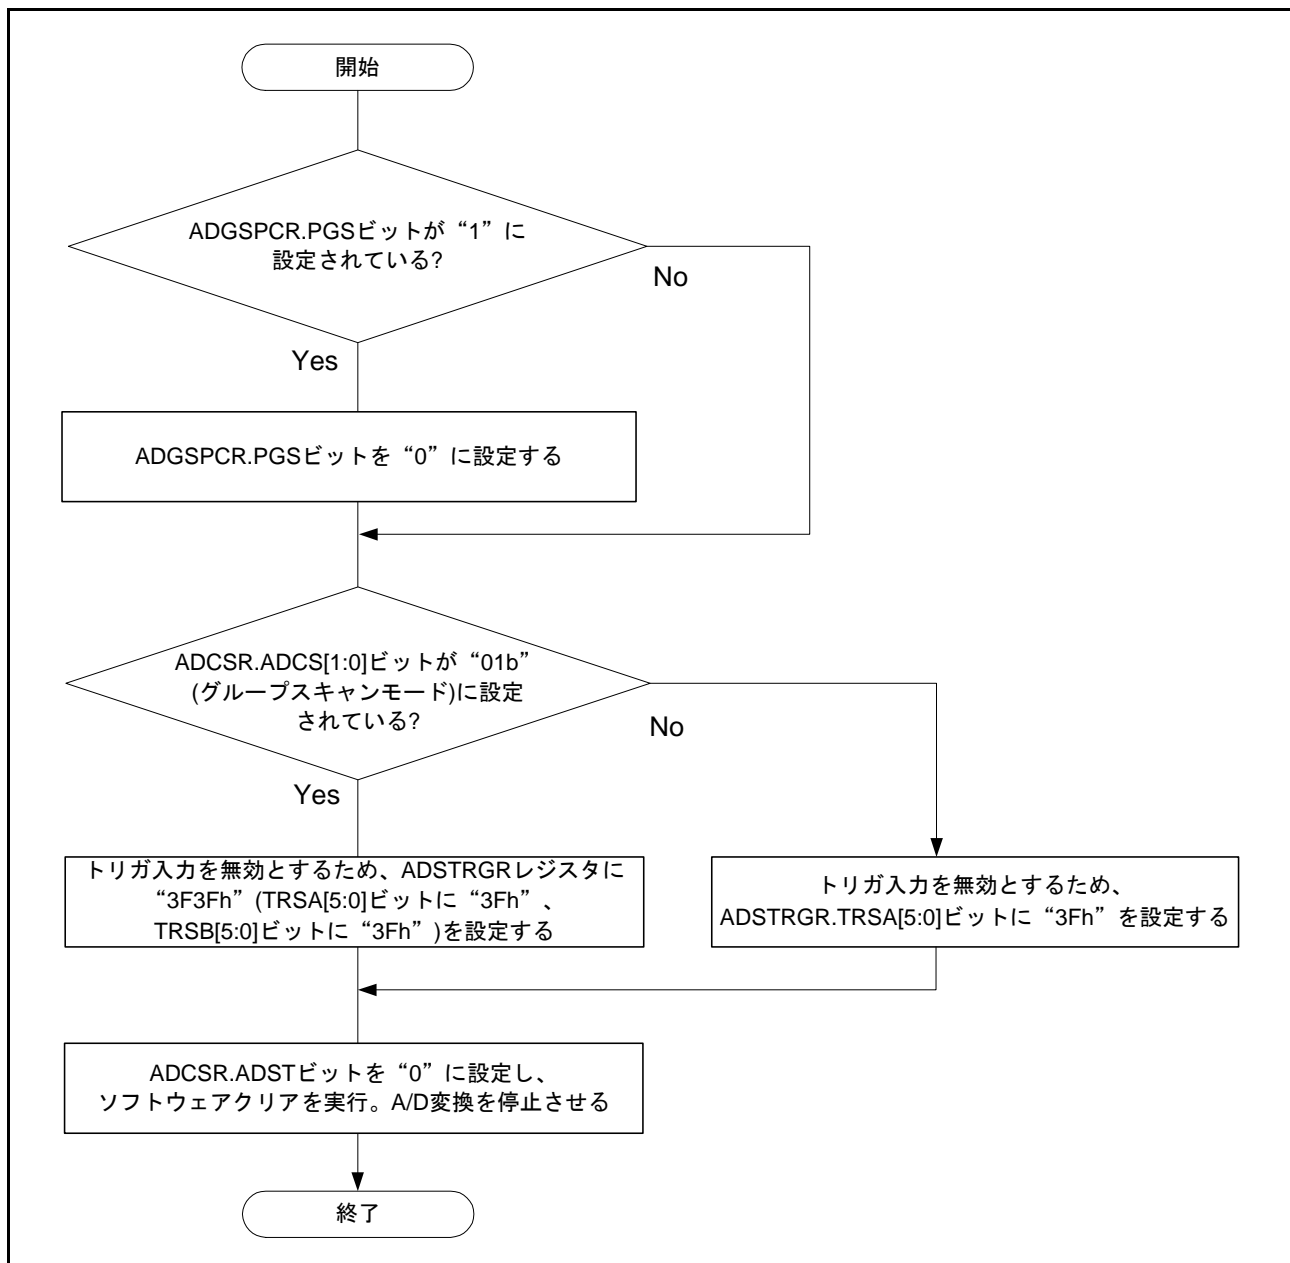 開始
ADGSPCR.PGSビットが“1”に
設定されている?
No
Yes
ADGSPCR.PGSビットを“0”に設定する
ADCSR.ADCS[1:0]ビットが“01b”
(グループスキャンモード)に設定
されている?
No
Yes
トリガ入力を無効とするため、ADSTRGRレジスタに
“3F3Fh”(TRSA[5:0]ビットに“3Fh”、
TRSB[5:0]ビットに“3Fh”)を設定する
トリガ入力を無効とするため、
ADSTRGR.TRSA[5:0]ビットに“3Fh”を設定する
ADCSR.ADSTビットを“0”に設定し、
ソフトウェアクリアを実行。A/D変換を停止させる
終了